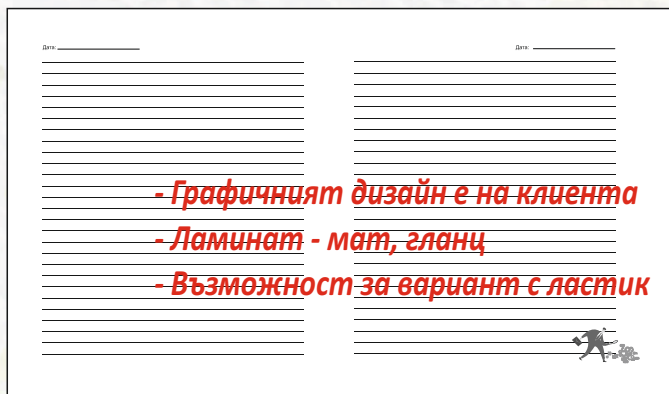 Дата:
Дата:
- Графичният дизайн е на клиента
- Ламинат - мат, гланц
- Възможност за вариант с ластик